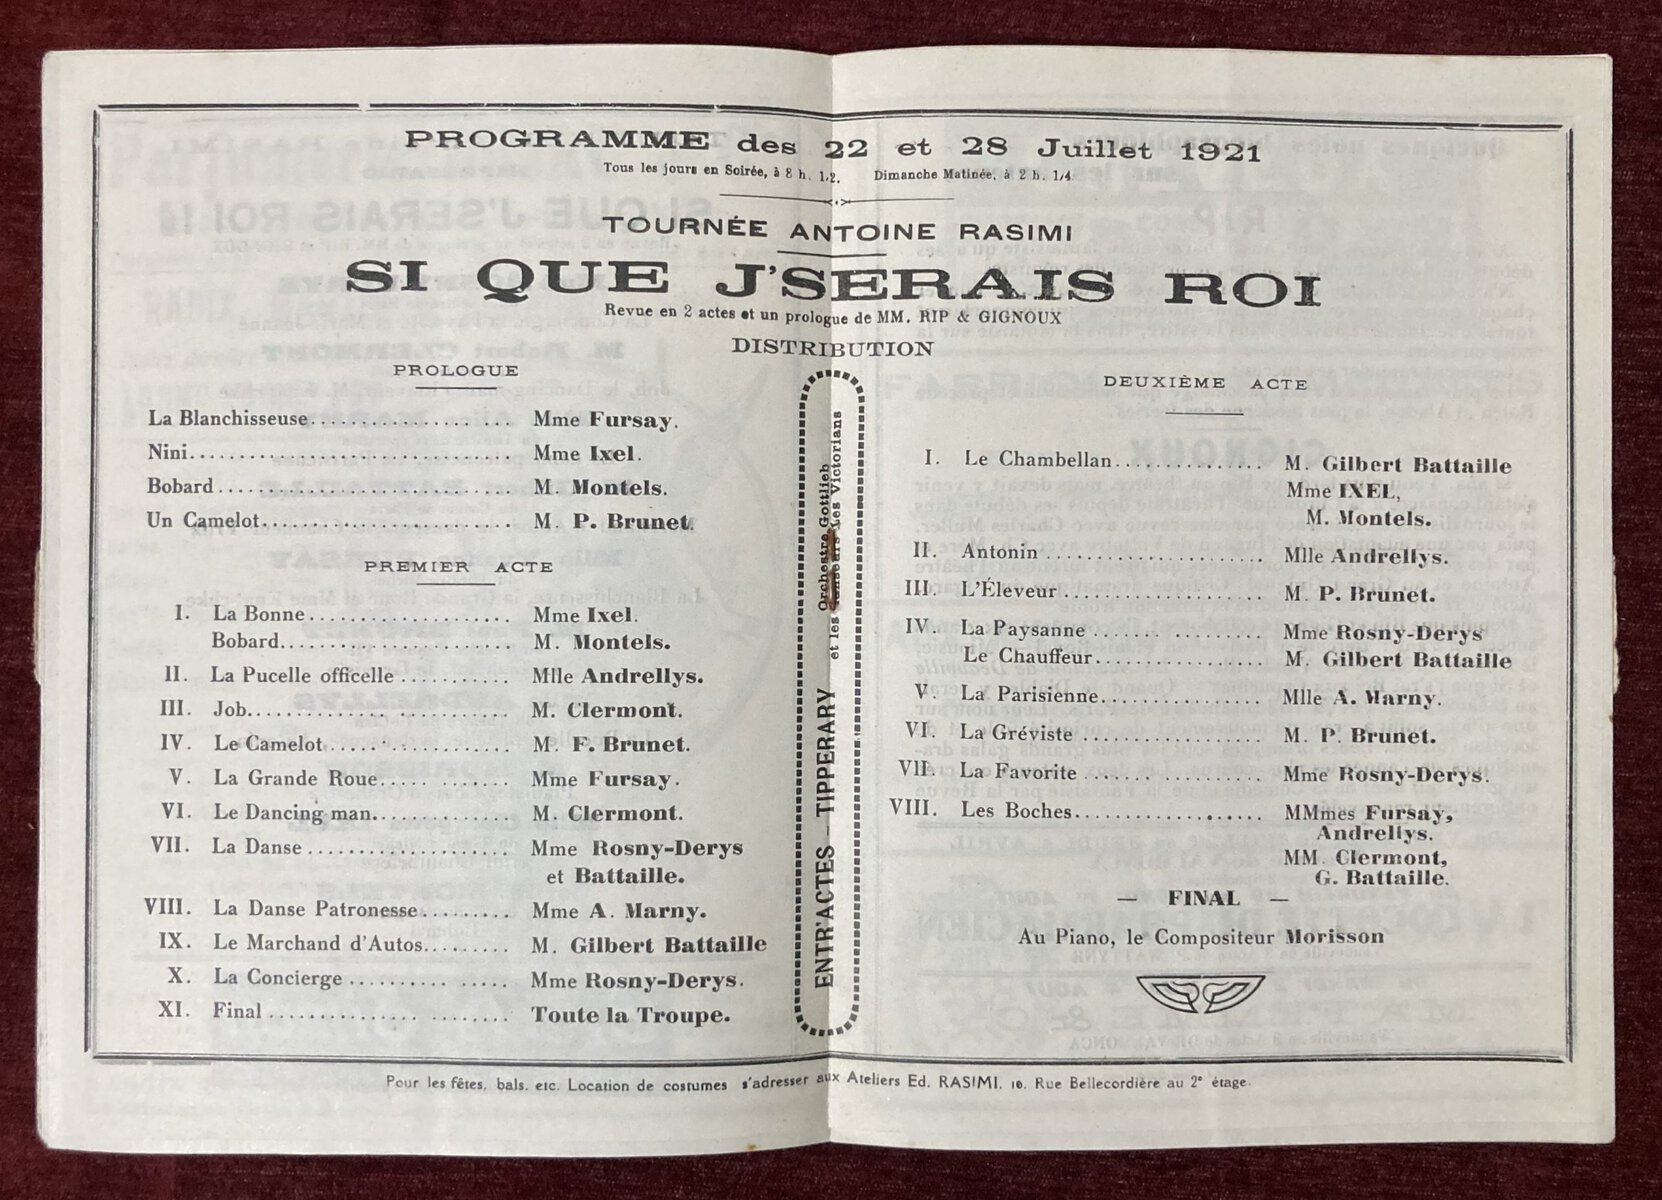 PROGRAMME des 22 et 28 Juillet 1921
Tous les jours en Soirée, à 8 h. 1/2. Dimanche Matinée, à 2 h. 1/4
TOURNÉE ANTOINE RASIMI
SI QUE J'SERAIS ROI
Revue en 2 actes et un prologue de MM. RIP & GIGNOUX
DISTRIBUTION
PROLOGUE
La Blanchisseuse.................. Mme Fursay.
Nini.............................. Mme Ixel.
Bobard............................ M. Montels.
Un Camelot........................ M. P. Brunet.
PREMIER ACTE
I. La Bonne.................. Mme Ixel.
Bobard.................... M. Montels.
II. La Pucelle officelle .......... Mlle Andrellys.
III. Job....................... M. Clermont.
IV. Le Camelot................ M. F. Brunet.
V. La Grande Roue............ Mme Fursay.
VI. Le Dancing man............ M. Clermont.
VII. La Danse .................. Mme Rosny-Derys
et Battaille.
VIII. La Danse Patronesse........ Mme A. Marny.
IX. Le Marchand d'Autos....... M. Gilbert Battaille
X. La Concierge .............. Mme Rosny-Derys.
XI. Final ..................... Toute la Troupe.
ENTR'ACTES - TIPPERARY
Orchestre Gottlieb
et les danseurs Les Victorians
DEUXIÈME ACTE
I. Le Chambellan.............. M. Gilbert Battaille
Mme IXEL,
M. Montels.
II. Antonin .................... Mlle Andrellys.
III. L'Éleveur .................. M. P. Brunet.
IV. La Paysanne ................ Mme Rosny-Derys
Le Chauffeur............... M. Gilbert Battaille
V. La Parisienne.............. Mlle A. Marny.
VI. La Gréviste ................ M. P. Brunet.
VII. La Favorite ................ Mme Rosny-Derys.
VIII. Les Boches.................. MMmes Fursay,
Andrellys.
MM. Clermont,
G. Battaille.
— FINAL —
Au Piano, le Compositeur Morisson
Pour les fêtes, bals, etc. Location de costumes s'adresser aux Ateliers Ed. RASIMI, 10, Rue Bellecordière au 2e étage.